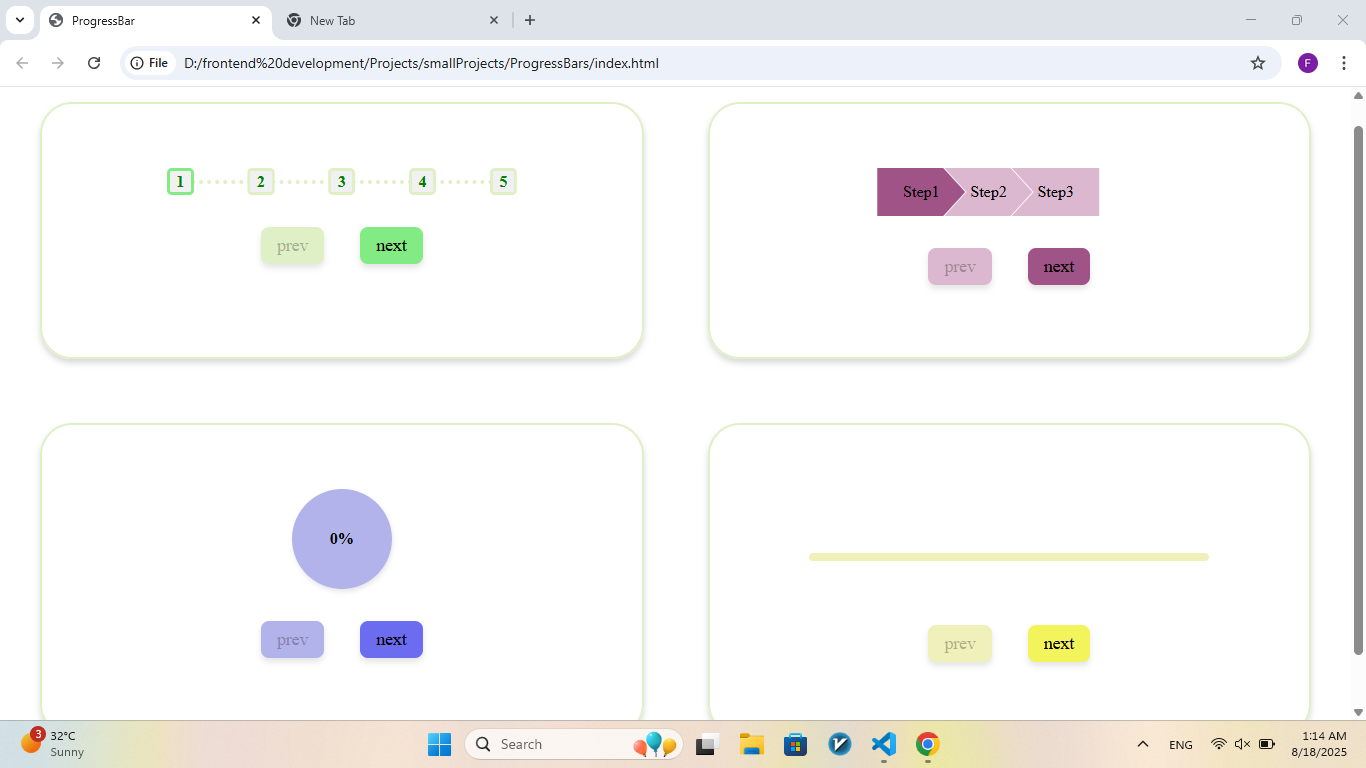 ProgressBar
New Tab
File
D:/frontend%20development/Projects/smallProjects/ProgressBars/index.html
F
1 2 3 4 5
prev next
Step1 Step2 Step3
prev next
0%
prev next
prev next
3
32°C
Sunny
Search
ENG
1:14 AM
8/18/2025